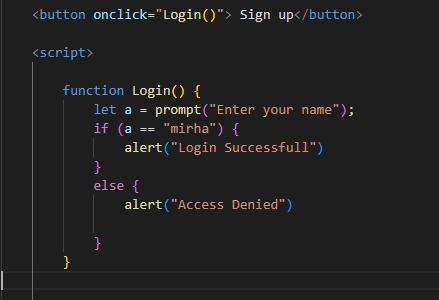 <button onclick="Login()"> Sign up</button>
<script>
function Login() {
let a = prompt("Enter your name");
if (a == "mirha") {
alert("Login Successfull")
}
else {
alert("Access Denied")
}
}